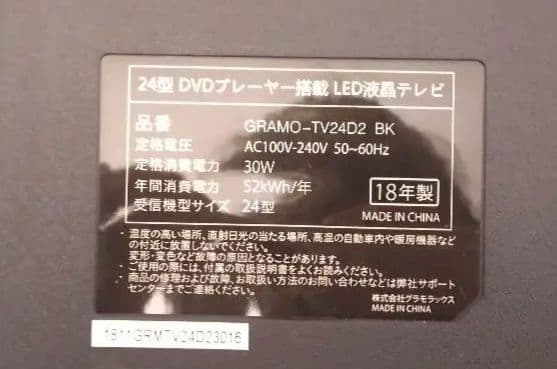 24型 DVDプレーヤー搭載 LED液晶テレビ
品番 GRAMO-TV24D2 BK
定格電圧 AC100V-240V 50~60Hz
定格消費電力 30W
年間消費電力 52kWh/年
受信機型サイズ 24型
18年製
MADE IN CHINA
・温度の高い場所、直射日光の当たる場所、高温の自動車内や暖房機器など
の付近に放置しないでください。
変形・変色など故障の原因となることがあります。
・ご使用の際には、付属の取扱説明書をよくお読みください。
・商品の修理および故障、お取扱い方法のお問い合わせなどは弊社サポート
センターまでご連絡ください。
株式会社グラモラックス
MADE IN CHINA
1811GRMTV24D23016